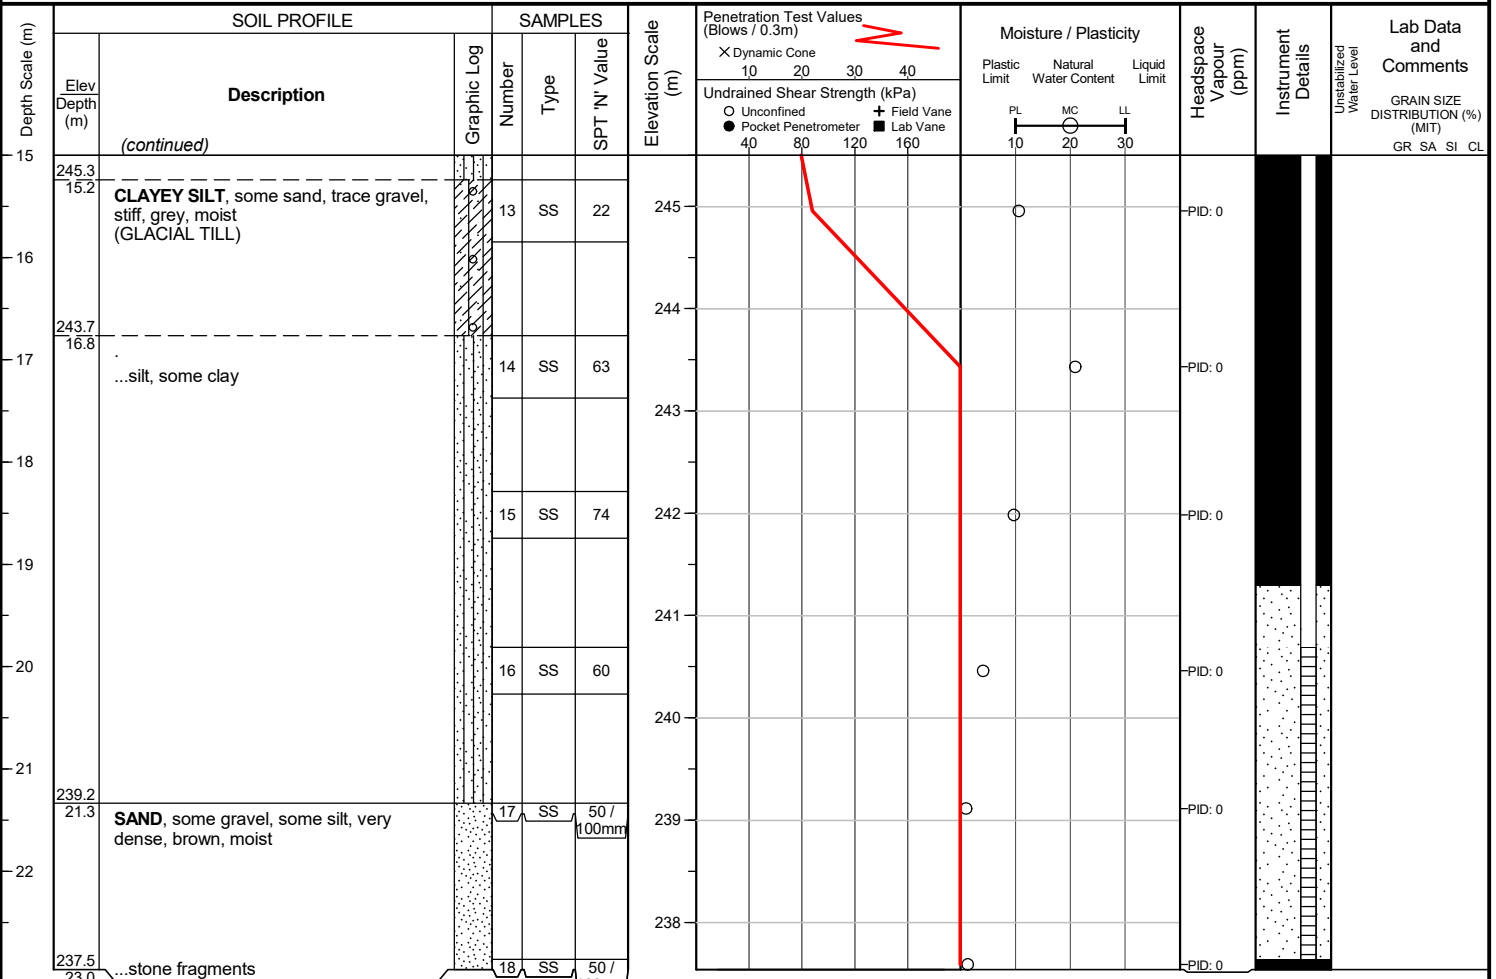 SOIL PROFILE
SAMPLES
Depth Scale (m)
Elev
Depth
(m)
Description
(continued)
Graphic Log
Number
Type
SPT 'N' Value
Elevation Scale
(m)
Penetration Test Values
(Blows / 0.3m)
Dynamic Cone
10 20 30 40
Undrained Shear Strength (kPa)
Unconfined
Field Vane
Pocket Penetrometer
Lab Vane
40 80 120 160
Moisture / Plasticity
Plastic
Limit
Natural
Water Content
Liquid
Limit
PL MC LL
10 20 30
Headspace
Vapour
(ppm)
Instrument
Details
Unstabilized
Water Level
Lab Data
and
Comments
GRAIN SIZE
DISTRIBUTION (%)
(MIT)
GR SA SI CL
15
245.3
15.2
CLAYEY SILT, some sand, trace gravel,
stiff, grey, moist
(GLACIAL TILL)
13 SS 22
245
PID: 0
16
244
243.7
16.8
.
...silt, some clay
17
14 SS 63
PID: 0
243
18
15 SS 74
242
PID: 0
19
241
20
16 SS 60
PID: 0
240
21
239.2
21.3
SAND, some gravel, some silt, very
dense, brown, moist
17 SS 50 /
100mm
PID: 0
239
22
238
237.5
23.0
...stone fragments
18 SS 50 /
PID: 0